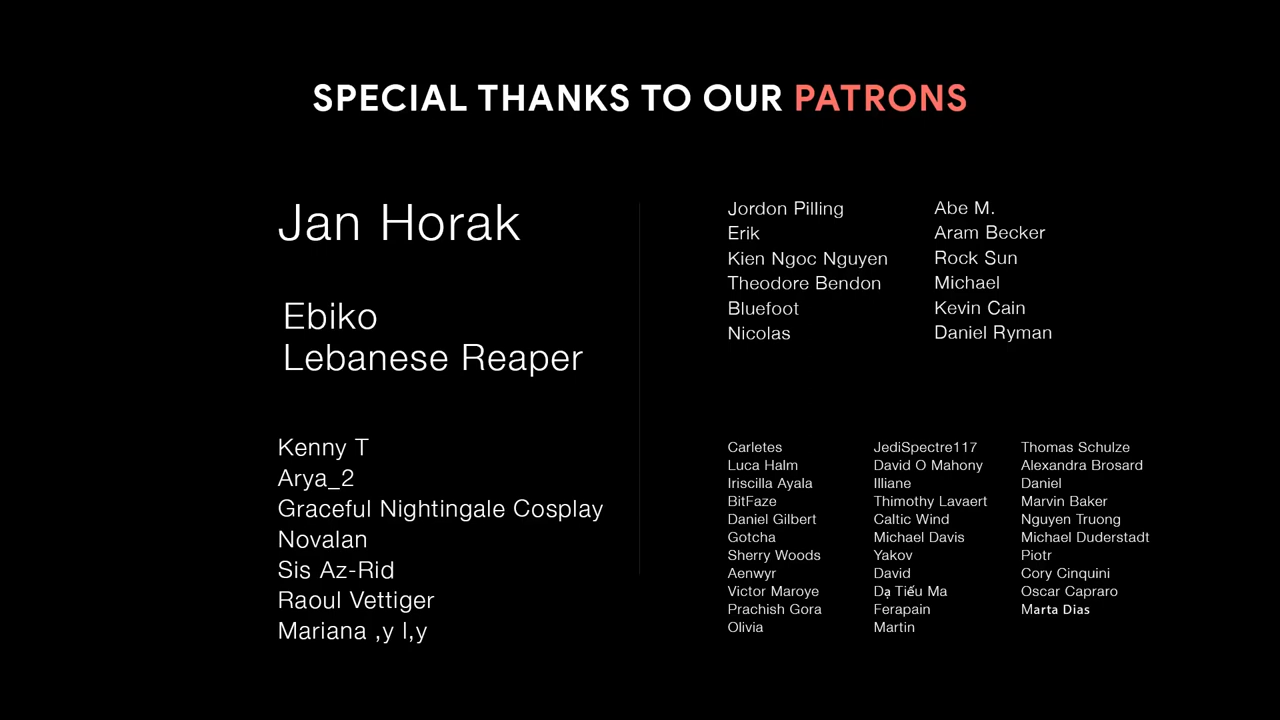 SPECIAL THANKS TO OUR PATRONS
Jan Horak
Ebiko
Lebanese Reaper
Kenny T
Arya_2
Graceful Nightingale Cosplay
Novalan
Sis Az-Rid
Raoul Vettiger
Mariana ,y l,y
Jordon Pilling
Erik
Kien Ngoc Nguyen
Theodore Bendon
Bluefoot
Nicolas
Abe M.
Aram Becker
Rock Sun
Michael
Kevin Cain
Daniel Ryman
Carletes
Luca Halm
Iriscilla Ayala
BitFaze
Daniel Gilbert
Gotcha
Sherry Woods
Aenwyr
Victor Maroye
Prachish Gora
Olivia
JediSpectre117
David O Mahony
Illiane
Thimothy Lavaert
Caltic Wind
Michael Davis
Yakov
David
Dạ Tiếu Ma
Ferapain
Martin
Thomas Schulze
Alexandra Brosard
Daniel
Marvin Baker
Nguyen Truong
Michael Duderstadt
Piotr
Cory Cinquini
Oscar Capraro
Marta Dias